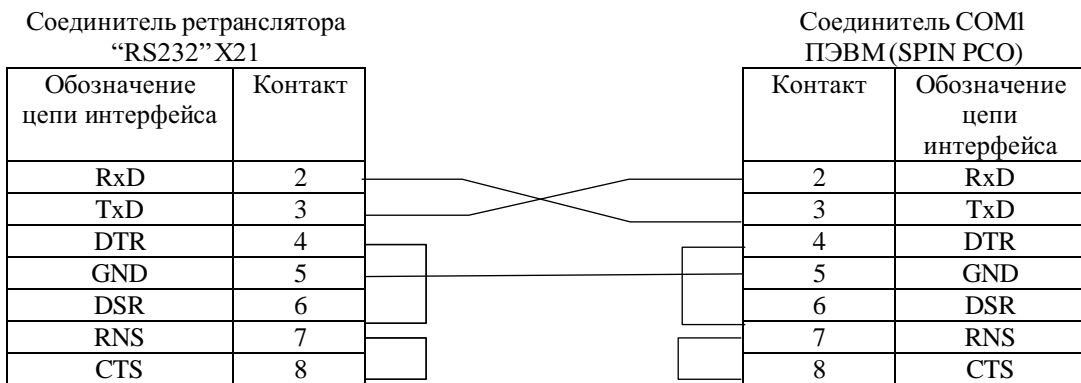 Соединитель ретранслятора
“RS232” X21
Соединитель COM1
ПЭВМ (SPIN PCO)
Обозначение
цепи интерфейса
Контакт
Контакт
Обозначение
цепи
интерфейса
RxD 2 2 RxD
TxD 3 3 TxD
DTR 4 4 DTR
GND 5 5 GND
DSR 6 6 DSR
RNS 7 7 RNS
CTS 8 8 CTS